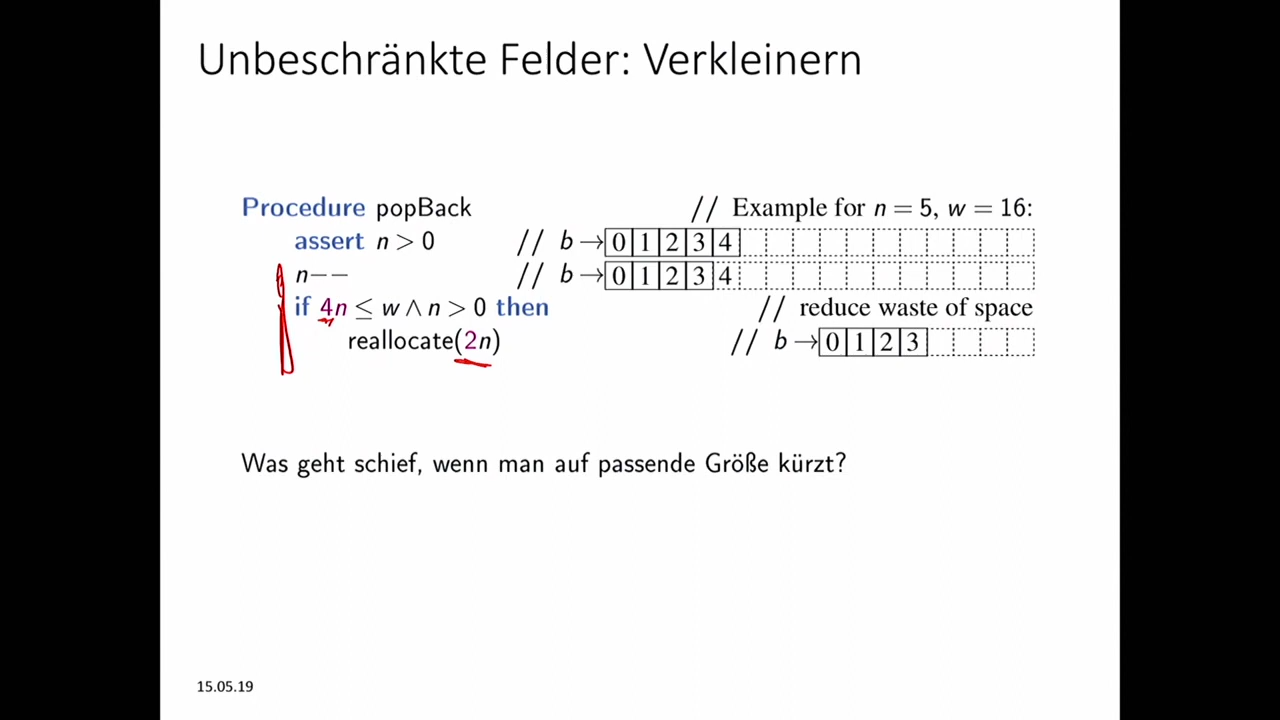 Unbeschränkte Felder: Verkleinern
Procedure popBack // Example for n = 5, w = 16:
assert n > 0 // b → 0 1 2 3 4
n−− // b → 0 1 2 3 4
if 4n ≤ w ∧ n > 0 then // reduce waste of space
reallocate(2n) // b → 0 1 2 3
Was geht schief, wenn man auf passende Größe kürzt?
15.05.19